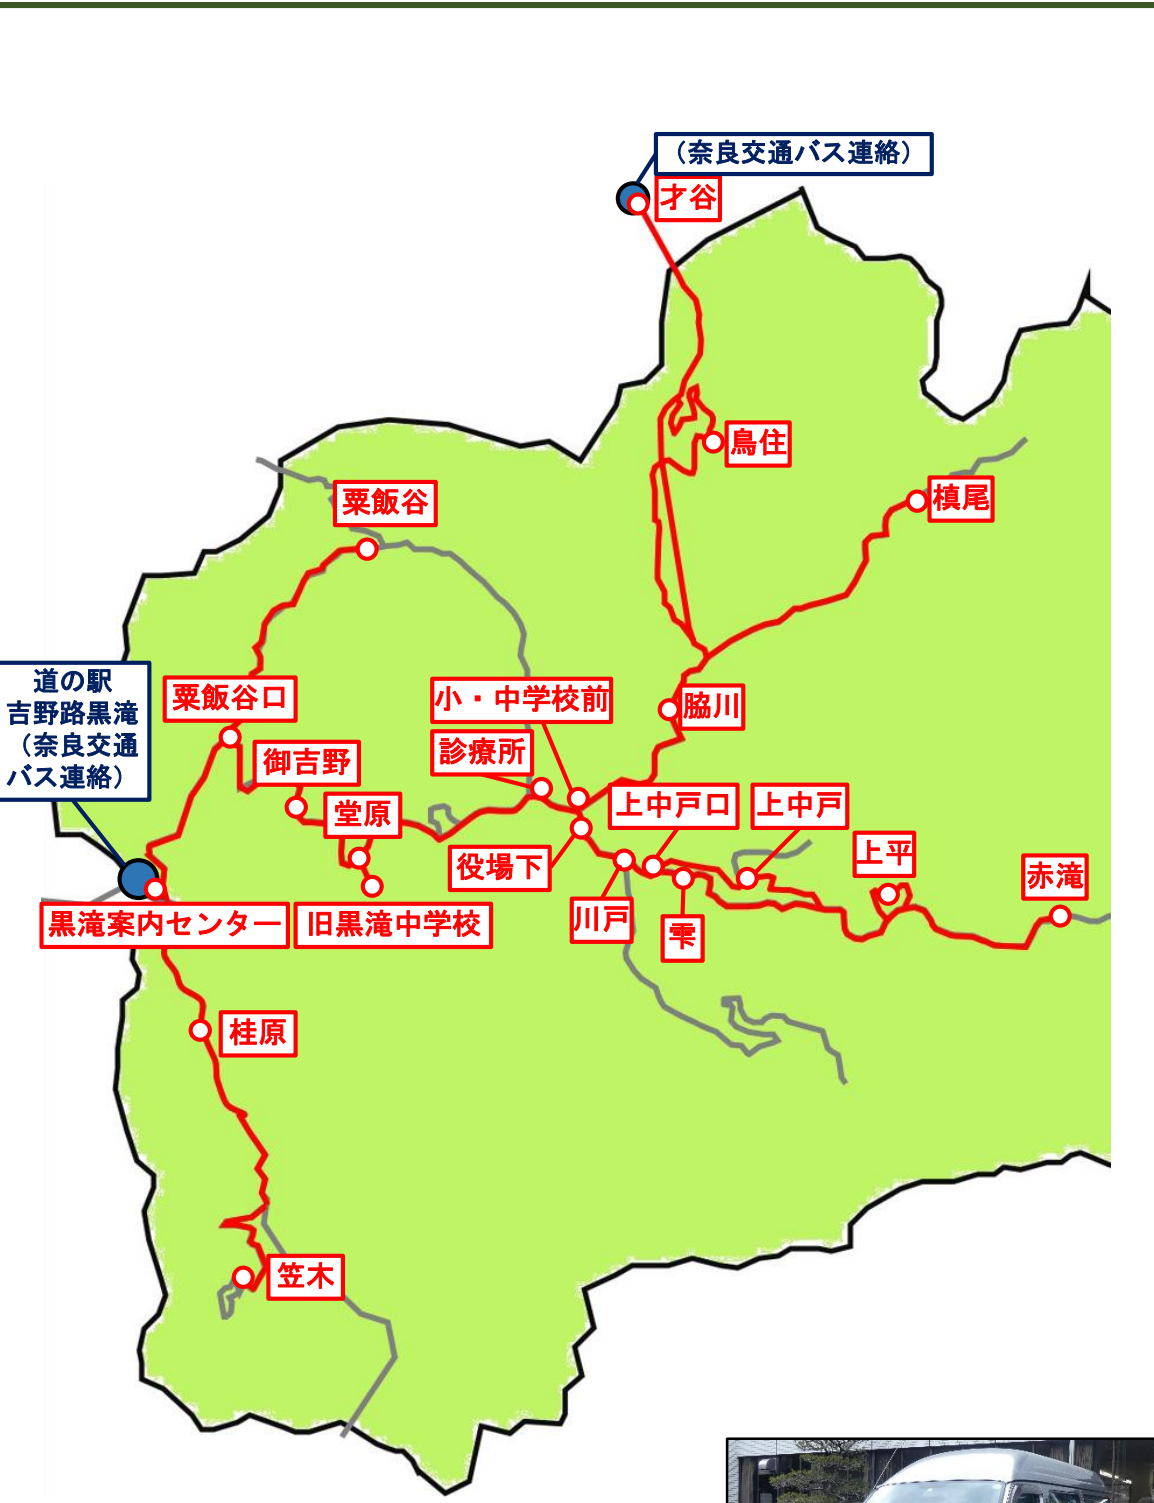 （奈良交通バス連絡）
才谷
鳥住
槙尾
粟飯谷
道の駅
吉野路黒滝
（奈良交通
バス連絡）
粟飯谷口
小・中学校前
脇川
診療所
御吉野
堂原
上中戸口
上中戸
役場下
上平
赤滝
黒滝案内センター
旧黒滝中学校
川戸
雫
桂原
笠木